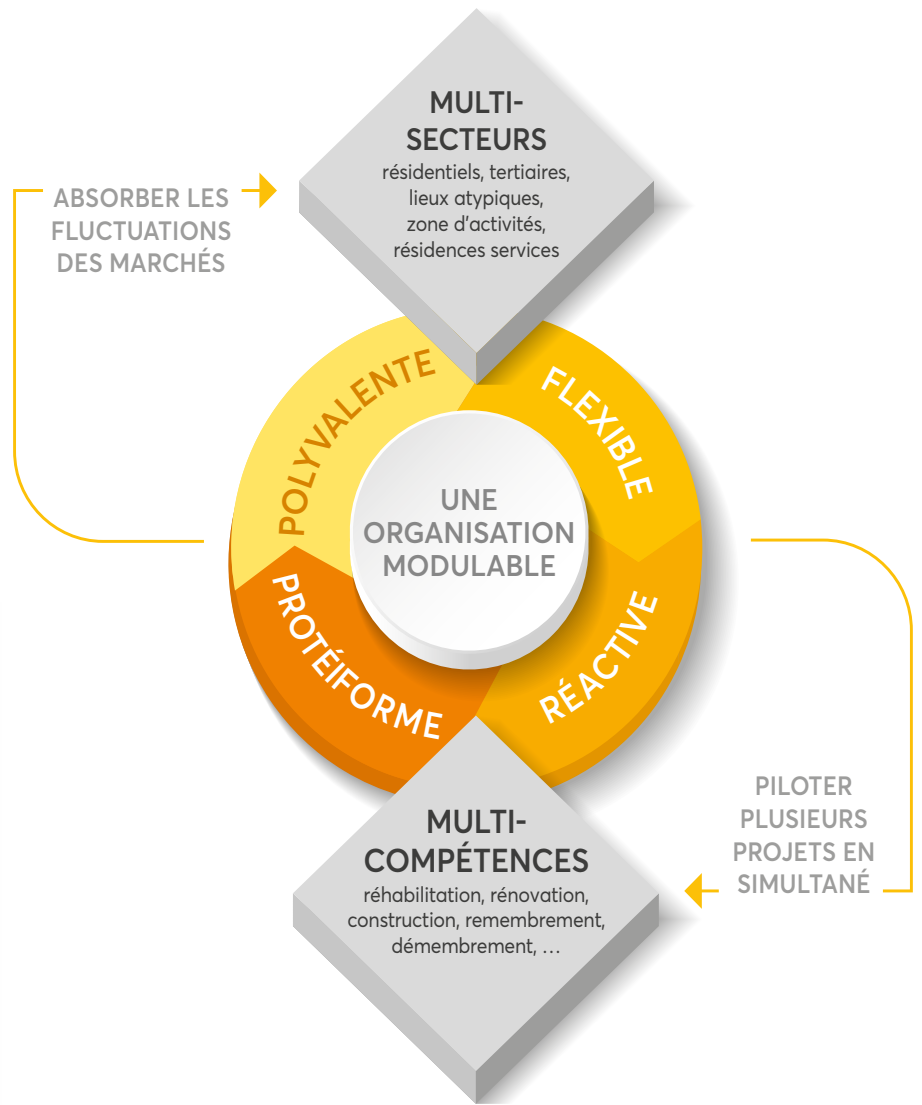 MULTI-
SECTEURS
résidentiels, tertiaires,
lieux atypiques,
zone d'activités,
résidences services
ABSORBER LES
FLUCTUATIONS
DES MARCHÉS
POLYVALENTE
FLEXIBLE
UNE
ORGANISATION
MODULABLE
PROTÉIFORME
RÉACTIVE
MULTI-
COMPÉTENCES
réhabilitation, rénovation,
construction, remembrement,
démembrement, …
PILOTER
PLUSIEURS
PROJETS EN
SIMULTANÉ